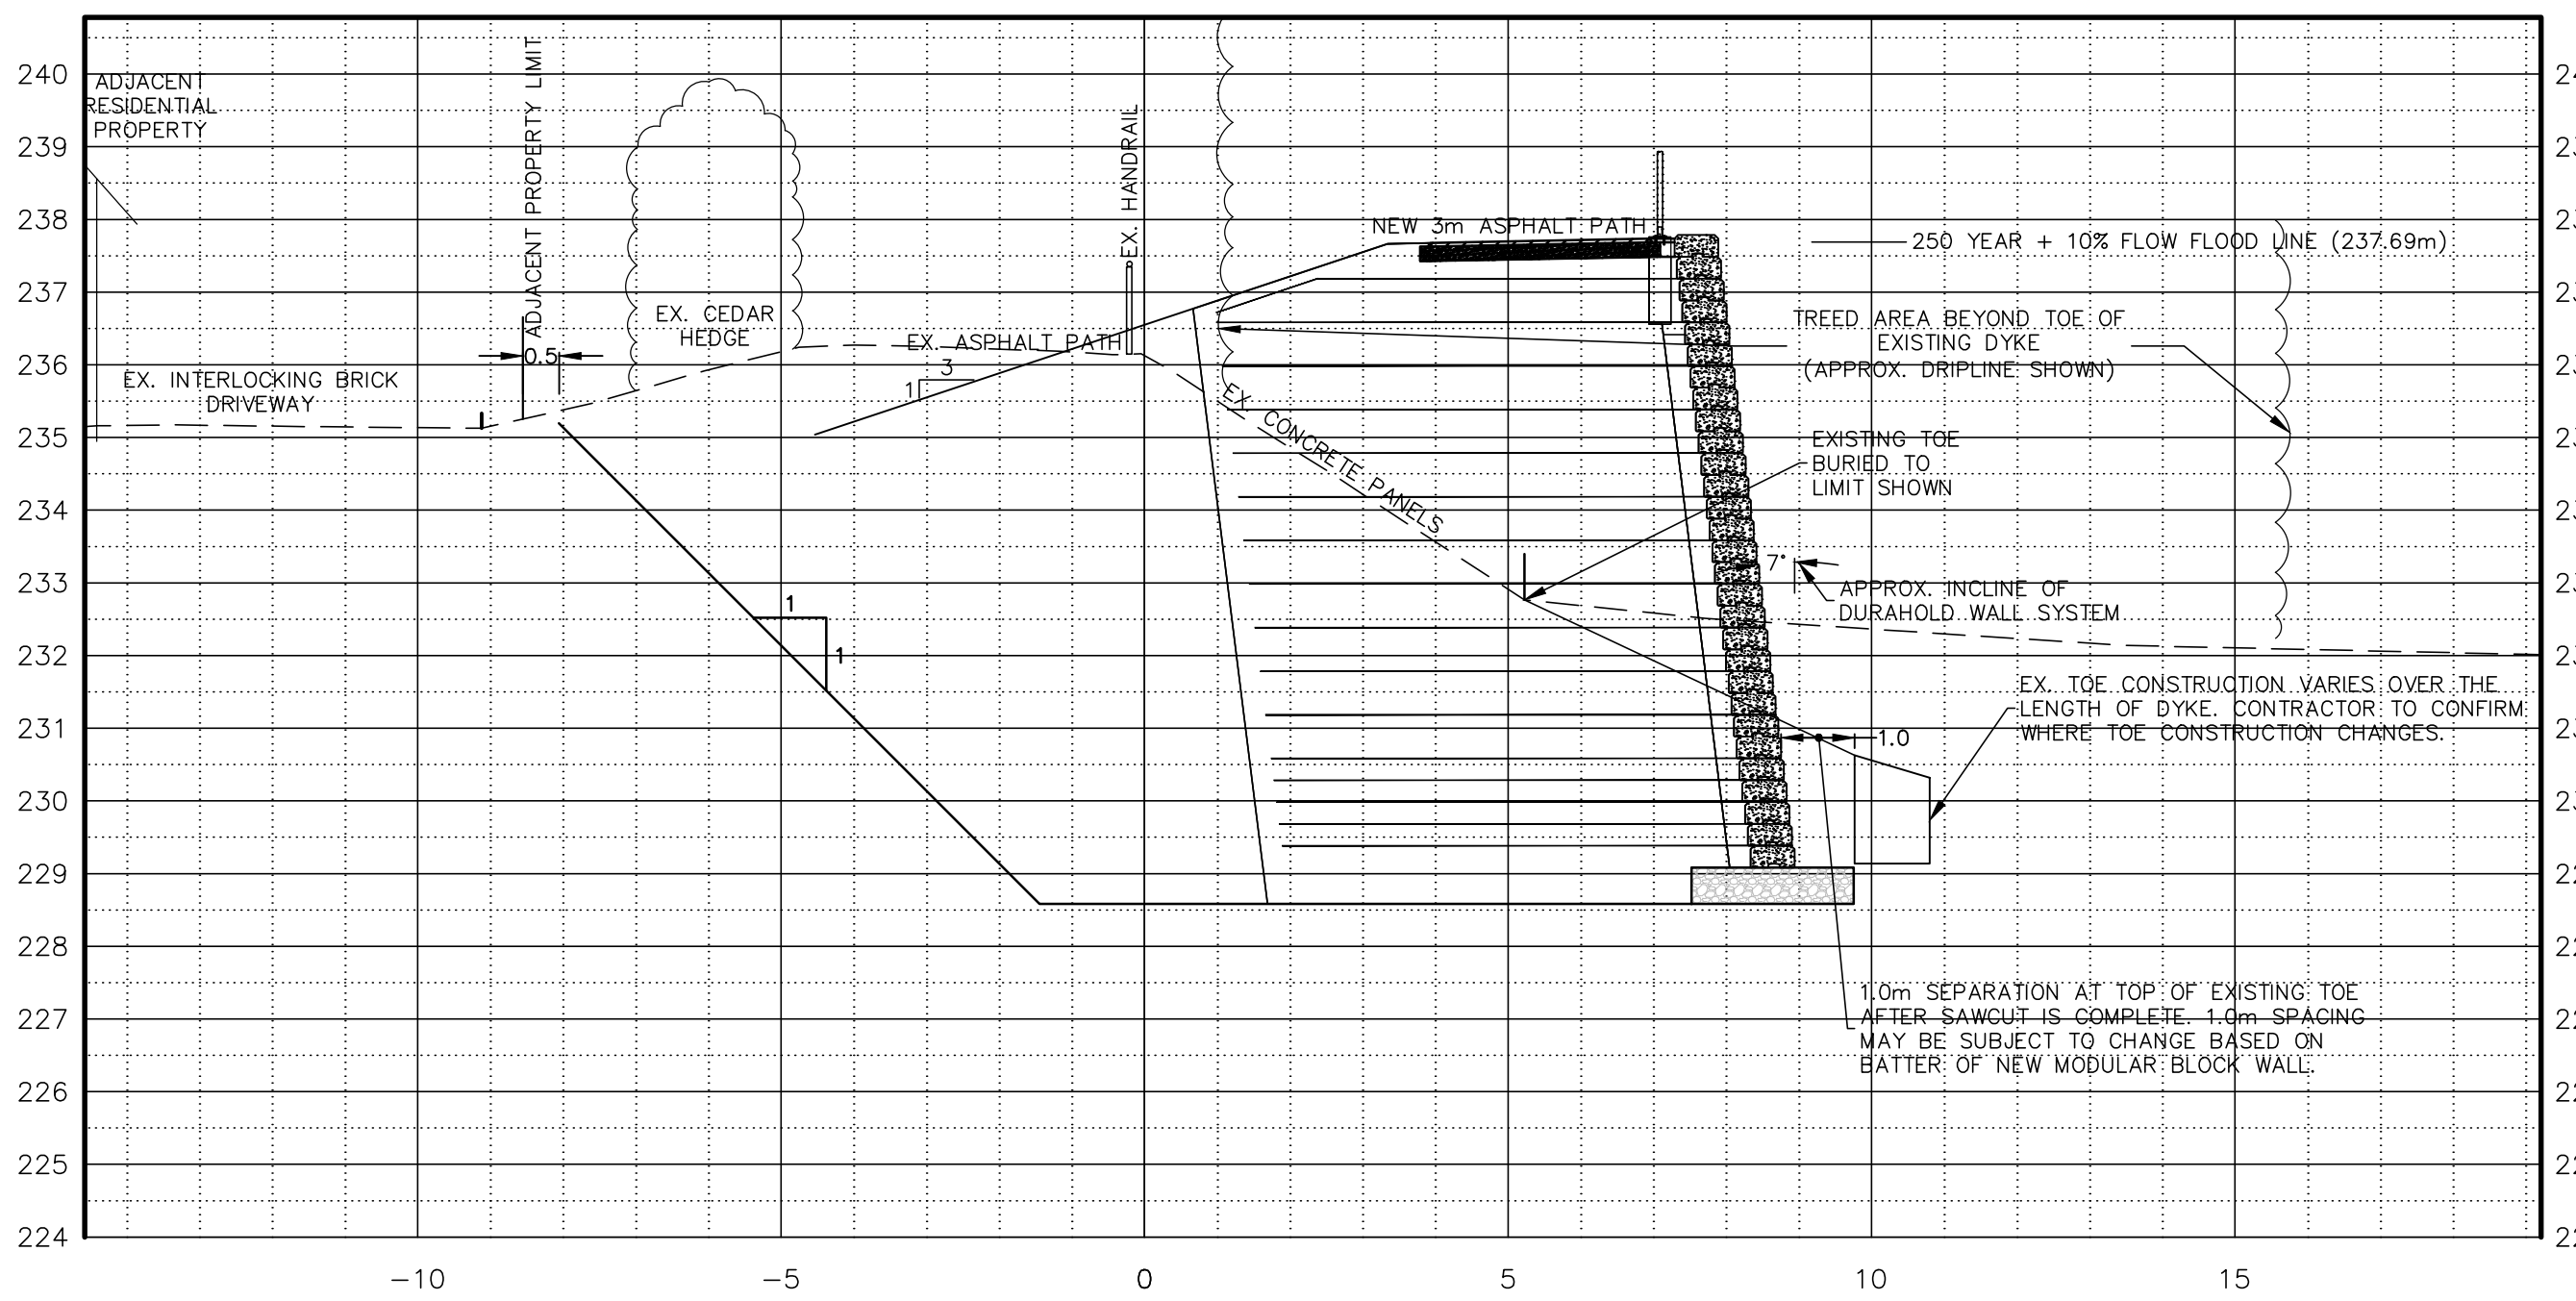 240
239
238
237
236
235
234
233
232
231
230
229
228
227
226
225
224
ADJACENT
RESIDENTIAL
PROPERTY
ADJACENT PROPERTY LIMIT
0.5
EX. INTERLOCKING BRICK
DRIVEWAY
EX. CEDAR
HEDGE
EX. ASPHALT PATH
3
1
EX. HANDRAIL
NEW 3m ASPHALT PATH
250 YEAR + 10% FLOW FLOOD LINE (237.69m)
TREED AREA BEYOND TOE OF
EXISTING DYKE
(APPROX. DRIPLINE SHOWN)
EX. CONCRETE PANELS
EXISTING TOE
BURIED TO
LIMIT SHOWN
7°
APPROX. INCLINE OF
DURAHOLD WALL SYSTEM
1
1
EX. TOE CONSTRUCTION VARIES OVER THE
LENGTH OF DYKE. CONTRACTOR TO CONFIRM
WHERE TOE CONSTRUCTION CHANGES.
1.0
1.0m SEPARATION AT TOP OF EXISTING TOE
AFTER SAWCUT IS COMPLETE. 1.0m SPACING
MAY BE SUBJECT TO CHANGE BASED ON
BATTER OF NEW MODULAR BLOCK WALL.
-10
-5
0
5
10
15